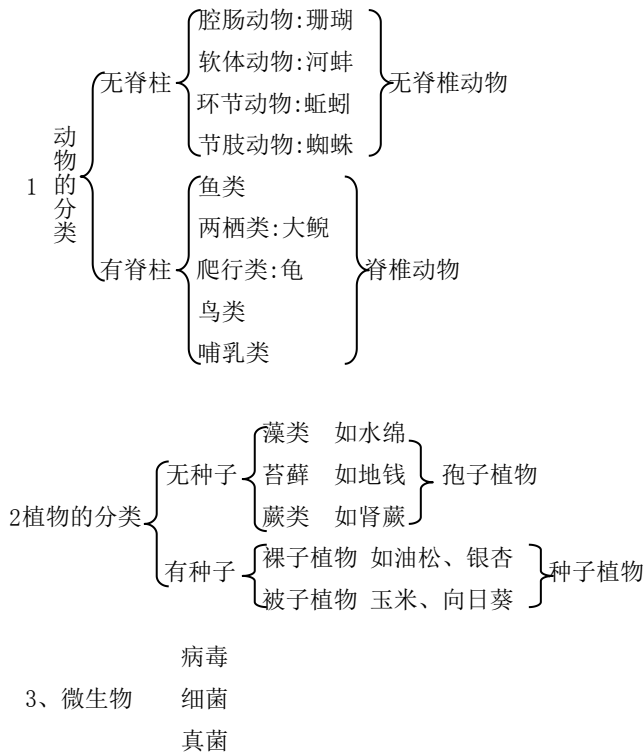 1 动物的分类
无脊柱
腔肠动物:珊瑚
软体动物:河蚌
环节动物:蚯蚓
节肢动物:蜘蛛
无脊椎动物
有脊柱
鱼类
两栖类:大鲵
爬行类:龟
鸟类
哺乳类
脊椎动物
2植物的分类
无种子
藻类 如水绵
苔藓 如地钱
蕨类 如肾蕨
孢子植物
有种子
裸子植物 如油松、银杏
被子植物 玉米、向日葵
种子植物
3、微生物
病毒
细菌
真菌